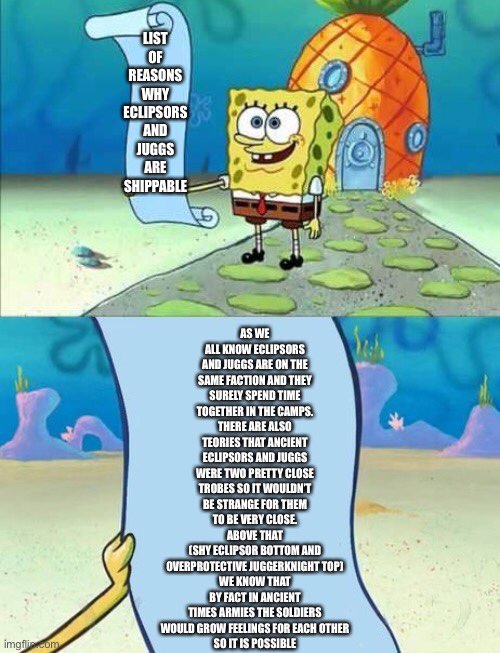 LIST
OF
REASONS
WHY
ECLIPSORS
AND
JUGGS
ARE
SHIPPABLE
AS WE
ALL KNOW ECLIPSORS
AND JUGGS ARE ON THE
SAME FACTION AND THEY
SURELY SPEND TIME
TOGETHER IN THE CAMPS.
THERE ARE ALSO
TEORIES THAT ANCIENT
ECLIPSORS AND JUGGS
WERE TWO PRETTY CLOSE
TROBES SO IT WOULDN'T
BE STRANGE FOR THEM
TO BE VERY CLOSE.
ABOVE THAT
(SHY ECLIPSOR BOTTOM AND
OVERPROTECTIVE JUGGERKNIGHT TOP)
WE KNOW THAT
BY FACT IN ANCIENT
TIMES ARMIES THE SOLDIERS
WOULD GROW FEELINGS FOR EACH OTHER
SO IT IS POSSIBLE
imgflip.com